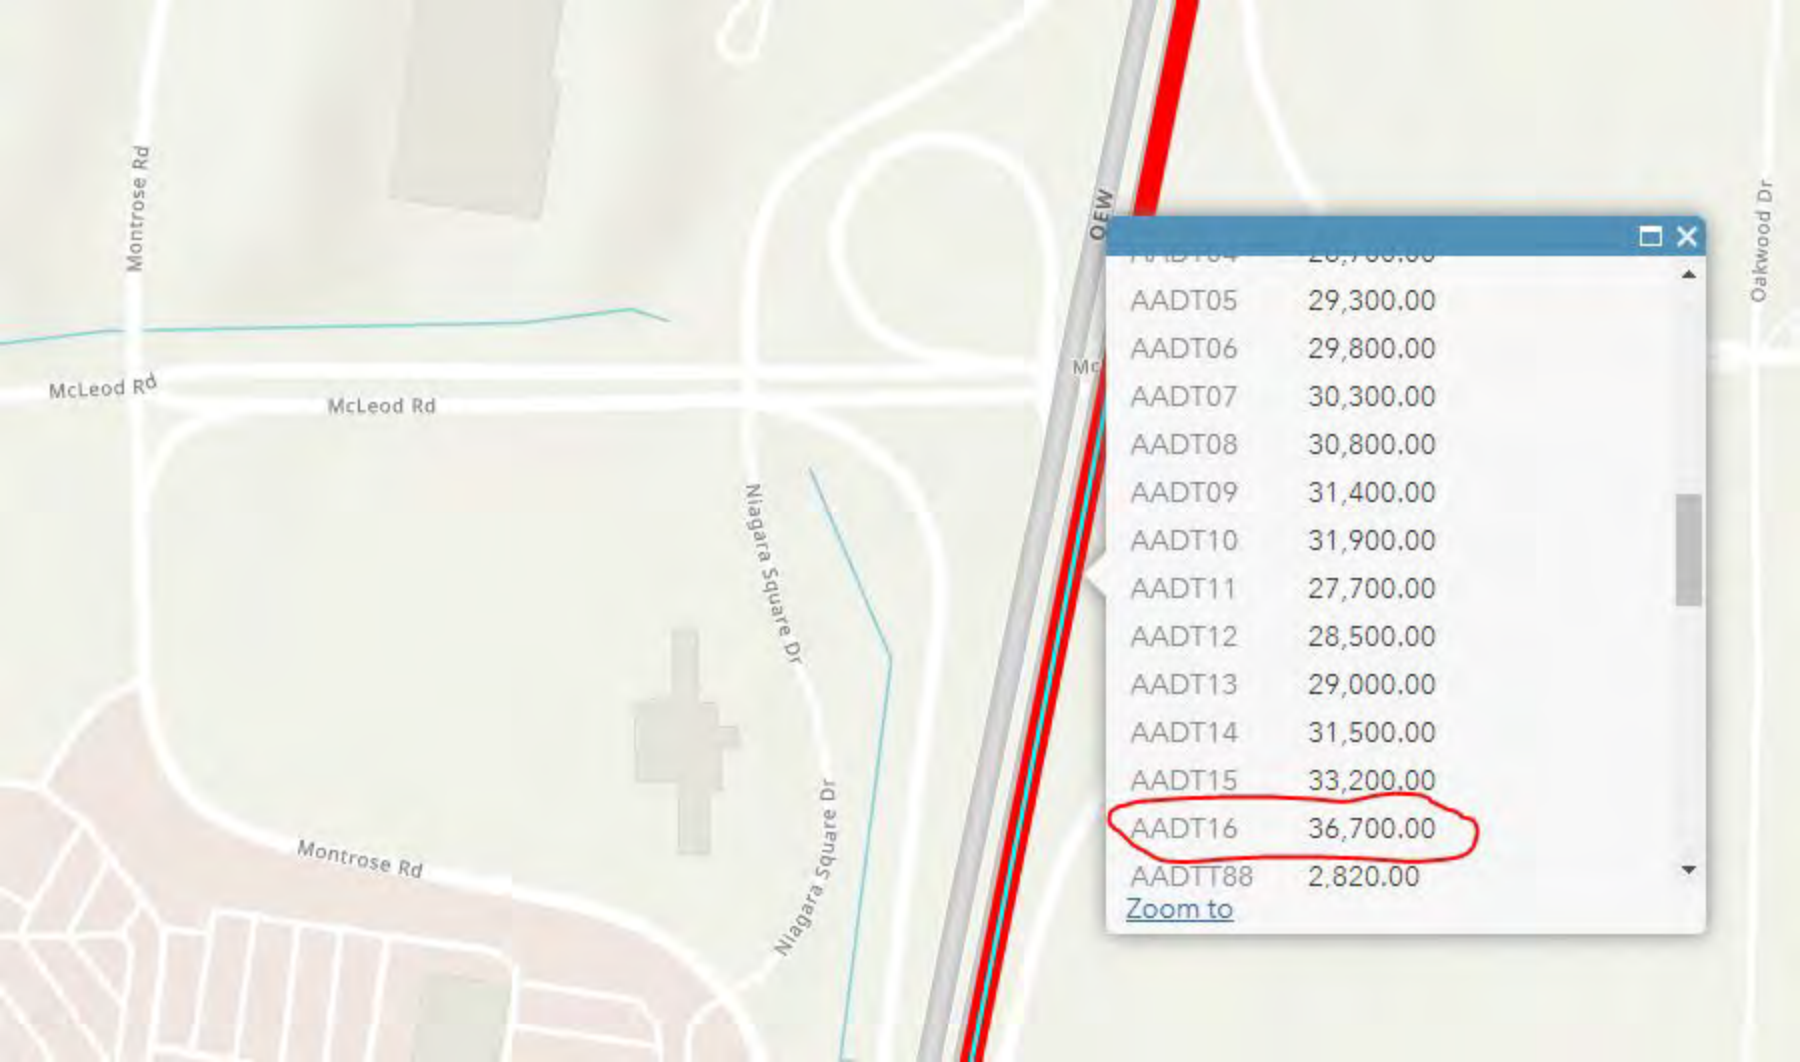 Montrose Rd
McLeod Rd
McLeod Rd
Niagara Square Dr
Niagara Square Dr
Montrose Rd
QEW
Mc
Oakwood Dr
AADT05 29,300.00
AADT06 29,800.00
AADT07 30,300.00
AADT08 30,800.00
AADT09 31,400.00
AADT10 31,900.00
AADT11 27,700.00
AADT12 28,500.00
AADT13 29,000.00
AADT14 31,500.00
AADT15 33,200.00
AADT16 36,700.00
AADTT88 2,820.00
Zoom to